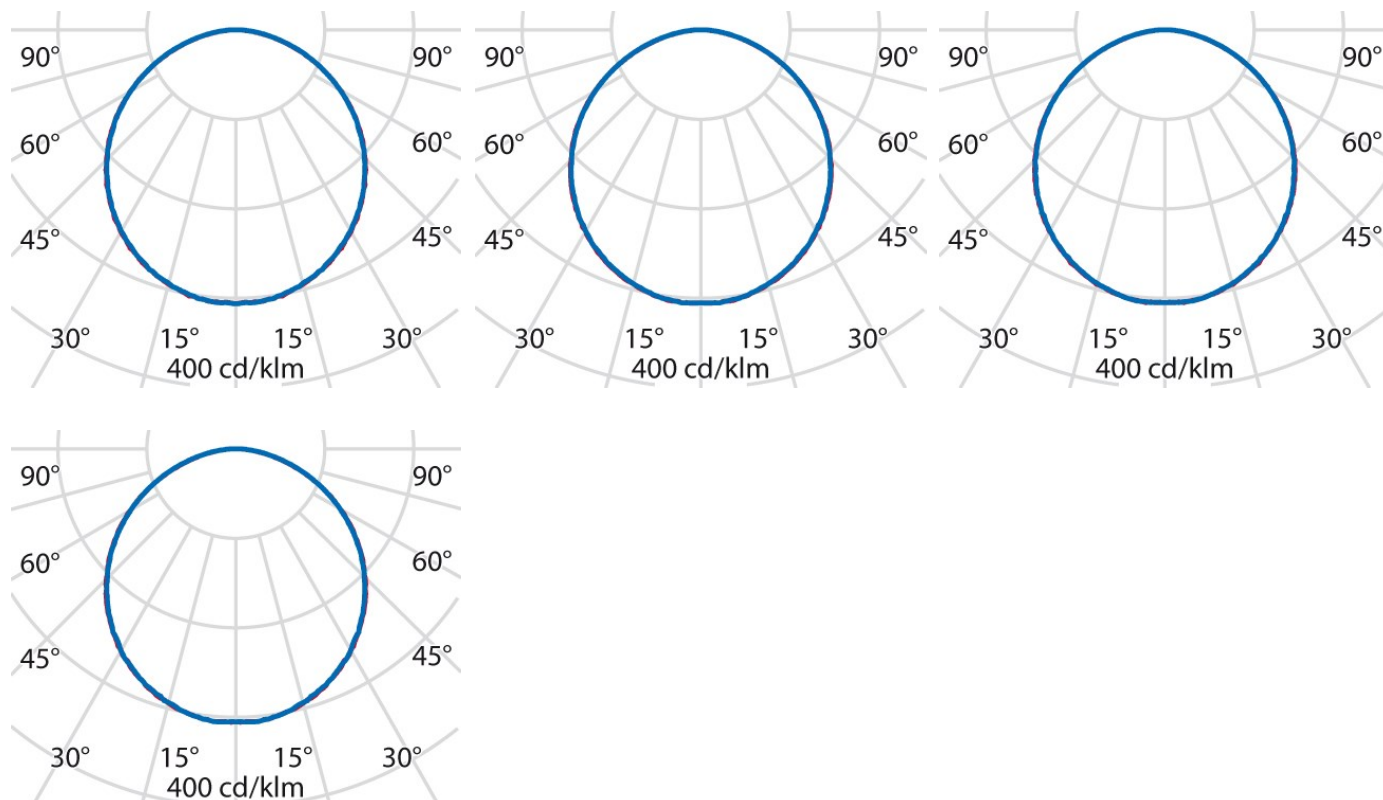 90° 90° 90° 90° 90° 90°
60° 60° 60° 60° 60° 60°
45° 45° 45° 45° 45° 45°
30° 15° 15° 30° 30° 15° 15° 30° 30° 15° 15° 30°
400 cd/klm 400 cd/klm 400 cd/klm
90° 90°
60° 60°
45° 45°
30° 15° 15° 30°
400 cd/klm